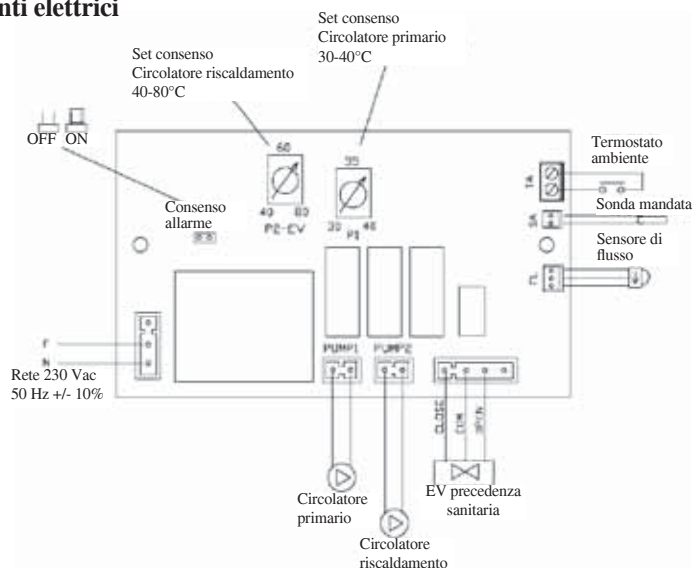 nti elettrici
Set consenso
Circolatore primario
30-40°C
Set consenso
Circolatore riscaldamento
40-80°C
OFF ON
60
35
Termostato
ambiente
TA
Consenso
allarme
40 80
P2-EV
30 40
P1
Sonda mandata
SA
Sensore di
flusso
FL
F
N
Rete 230 Vac
50 Hz +/- 10%
PUMP1 PUMP2
CLOSE
COM
OPEN
EV precedenza
sanitaria
Circolatore
primario
Circolatore
riscaldamento